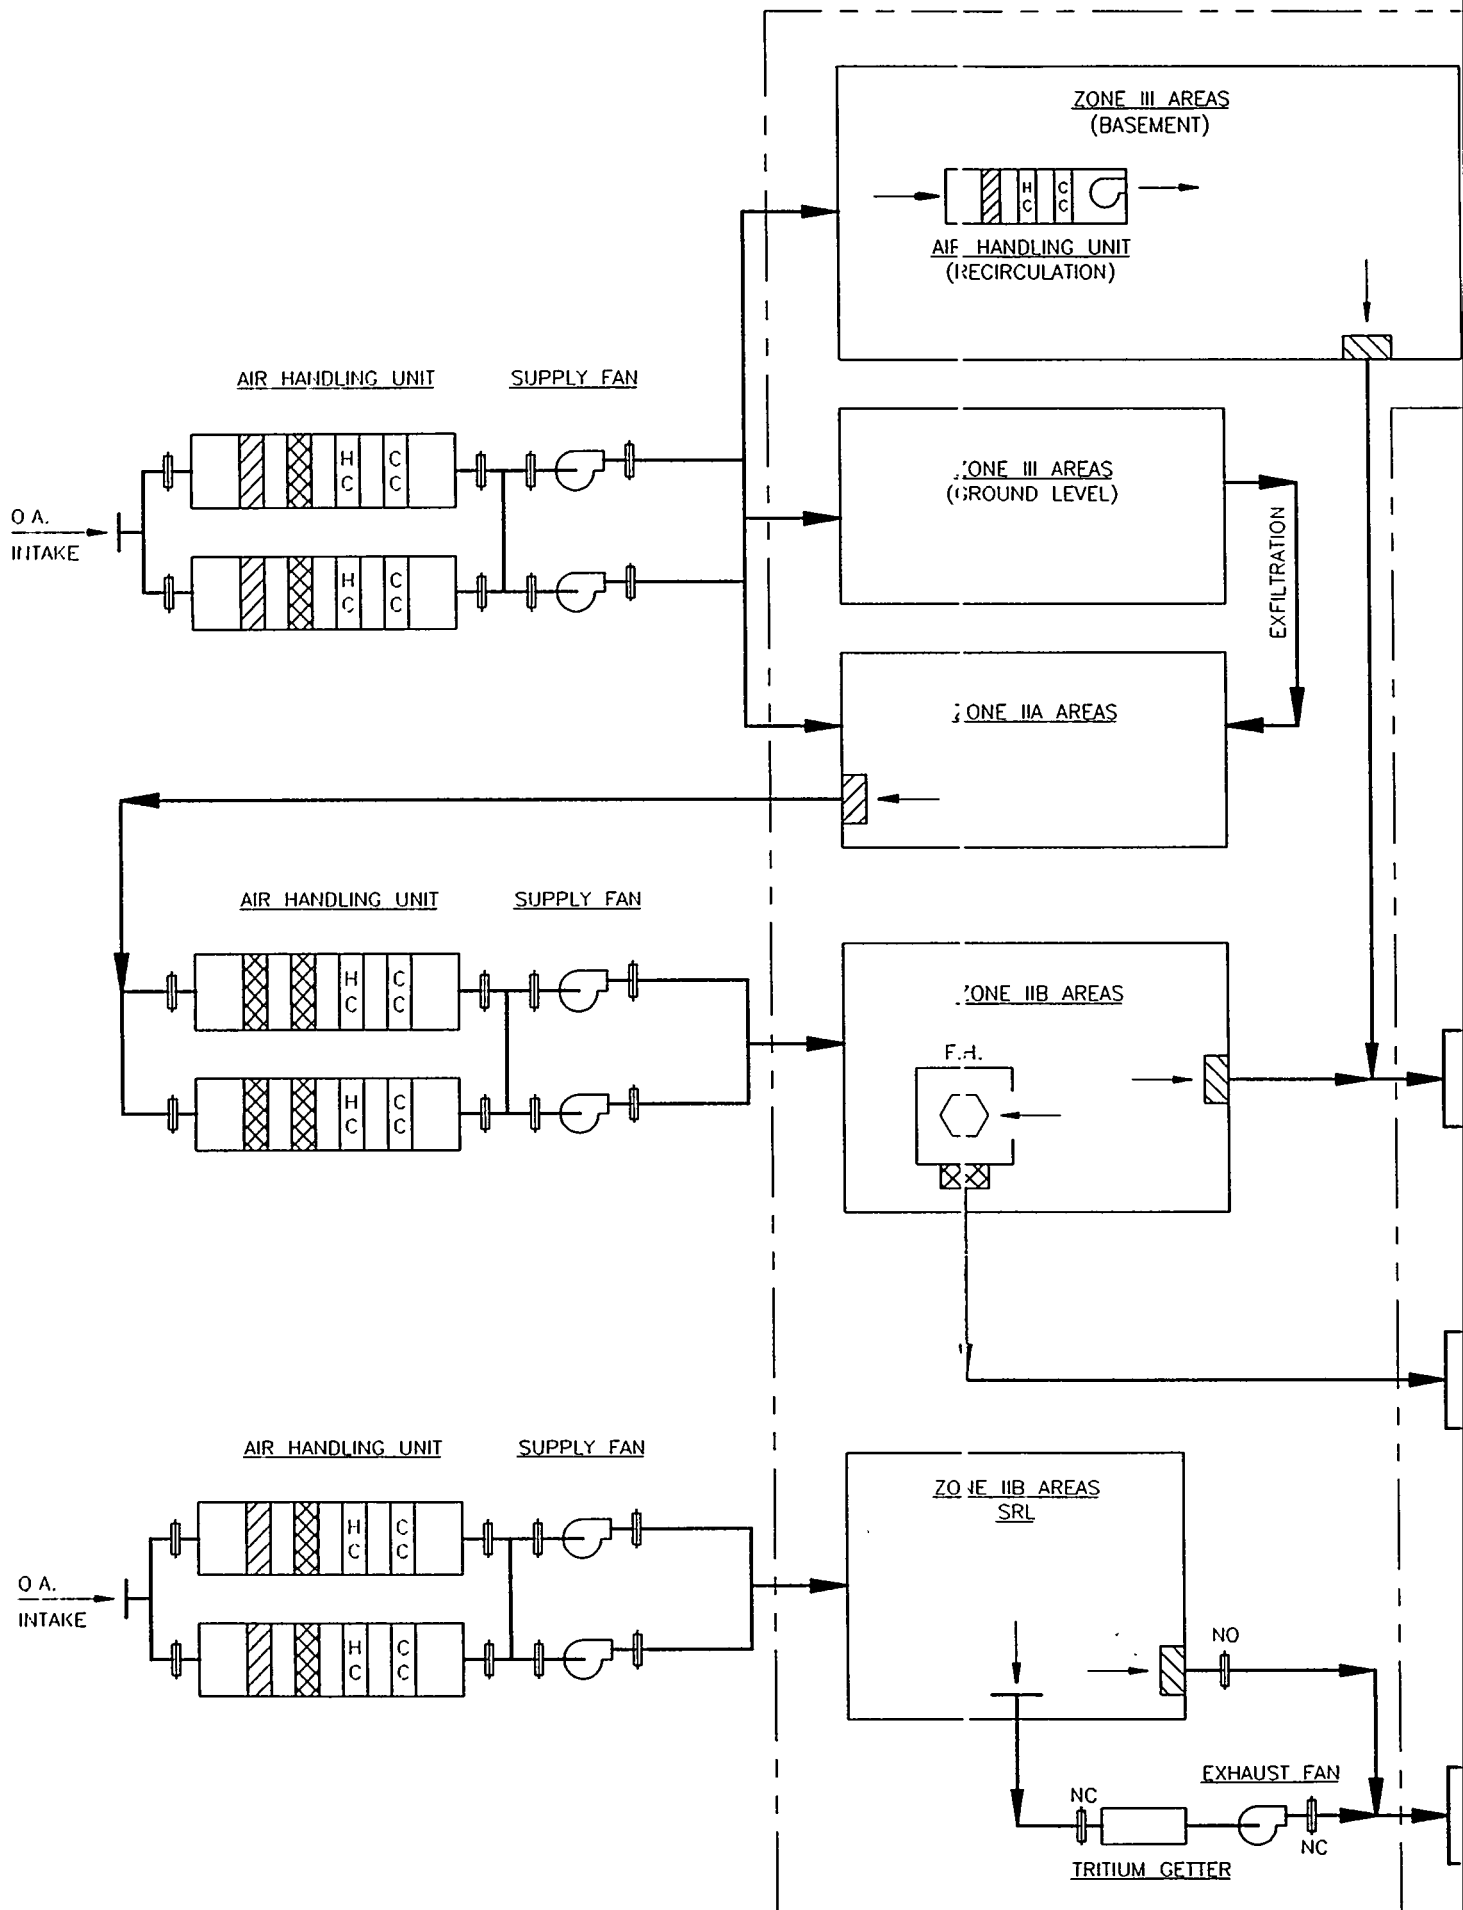 ZONE III AREAS
(BASEMENT)
H
C
C
C
AIR HANDLING UNIT
(RECIRCULATION)
AIR HANDLING UNIT
SUPPLY FAN
H
C
C
C
O A.
INTAKE
H
C
C
C
ZONE III AREAS
(GROUND LEVEL)
EXFILTRATION
ZONE IIA AREAS
AIR HANDLING UNIT
SUPPLY FAN
H
C
C
C
H
C
C
C
ZONE IIB AREAS
F.H.
AIR HANDLING UNIT
SUPPLY FAN
H
C
C
C
O A.
INTAKE
H
C
C
C
ZONE IIB AREAS
SRL
NO
EXHAUST FAN
NC
NC
TRITIUM GETTER